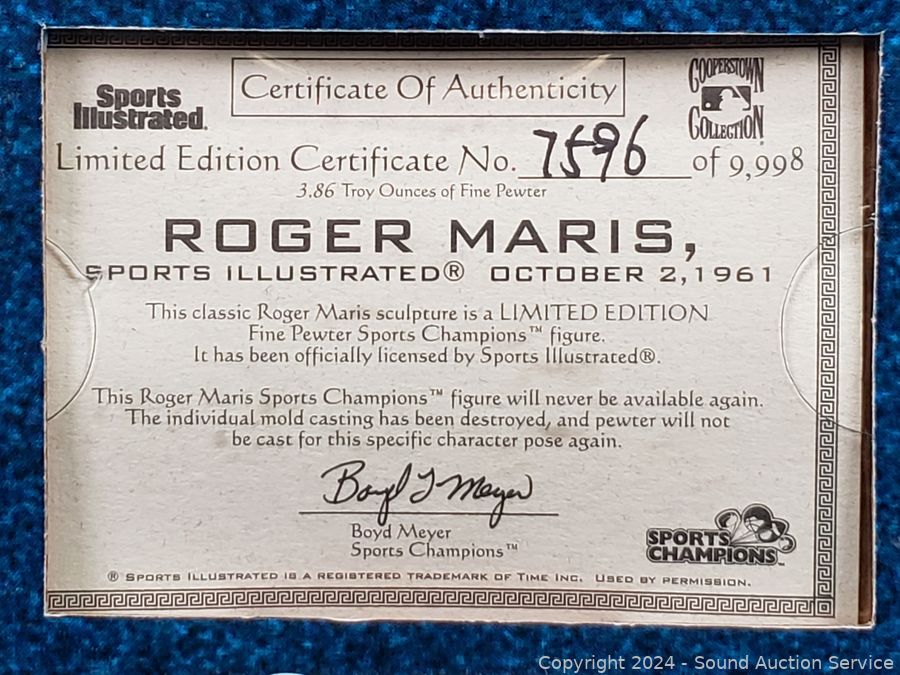 Sports
Illustrated.
Certificate Of Authenticity
COOPERSTOWN
COLLECTION
Limited Edition Certificate No. 7596 of 9,998
3.86 Troy Ounces of Fine Pewter
ROGER MARIS,
SPORTS ILLUSTRATED® OCTOBER 2, 1961
This classic Roger Maris sculpture is a LIMITED EDITION
Fine Pewter Sports Champions™ figure.
It has been officially licensed by Sports Illustrated®.
This Roger Maris Sports Champions™ figure will never be available again.
The individual mold casting has been destroyed, and pewter will not
be cast for this specific character pose again.
Boyd J Meyer
Boyd Meyer
Sports Champions™
SPORTS
CHAMPIONS™
® SPORTS ILLUSTRATED IS A REGISTERED TRADEMARK OF TIME INC. USED BY PERMISSION.
Copyright 2024 - Sound Auction Service